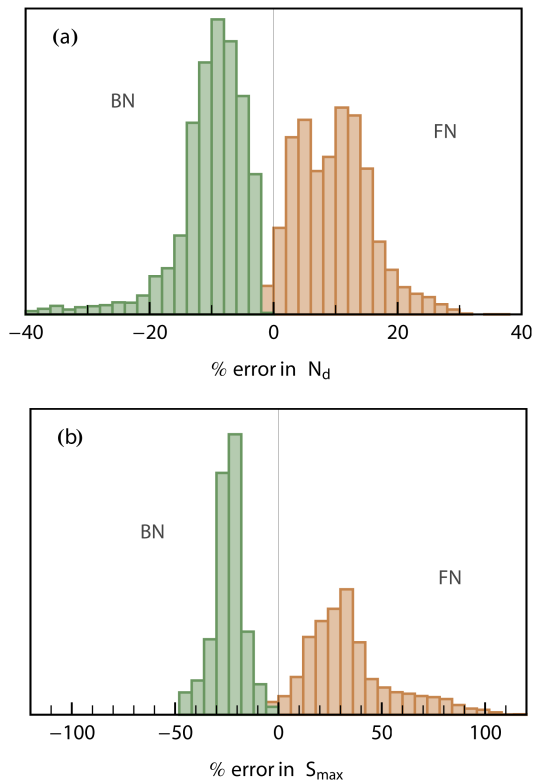 (a)
BN
FN
−40 −20 0 20 40
% error in N_d
(b)
BN
FN
−100 −50 0 50 100
% error in S_max